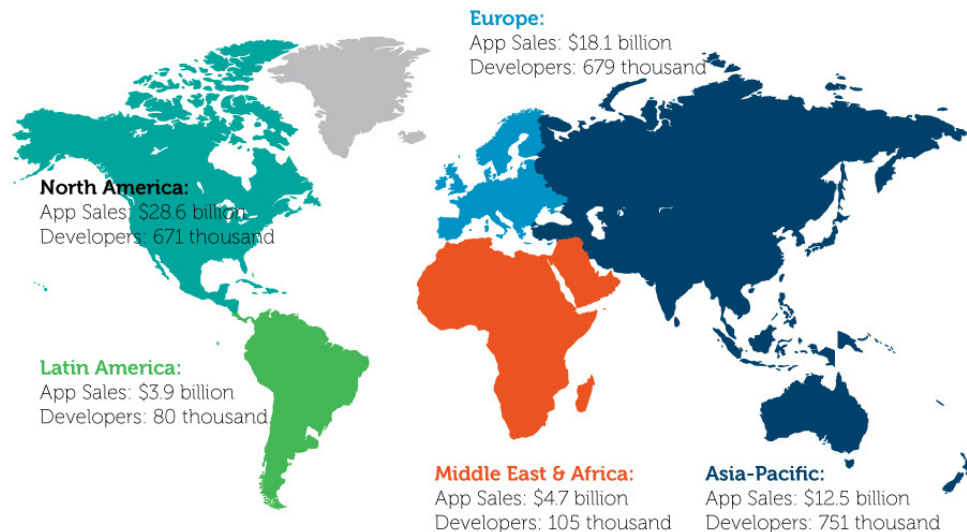 Europe:
App Sales: $18.1 billion
Developers: 679 thousand
North America:
App Sales: $28.6 billion
Developers: 671 thousand
Latin America:
App Sales: $3.9 billion
Developers: 80 thousand
Middle East & Africa:
App Sales: $4.7 billion
Developers: 105 thousand
Asia-Pacific:
App Sales: $12.5 billion
Developers: 751 thousand